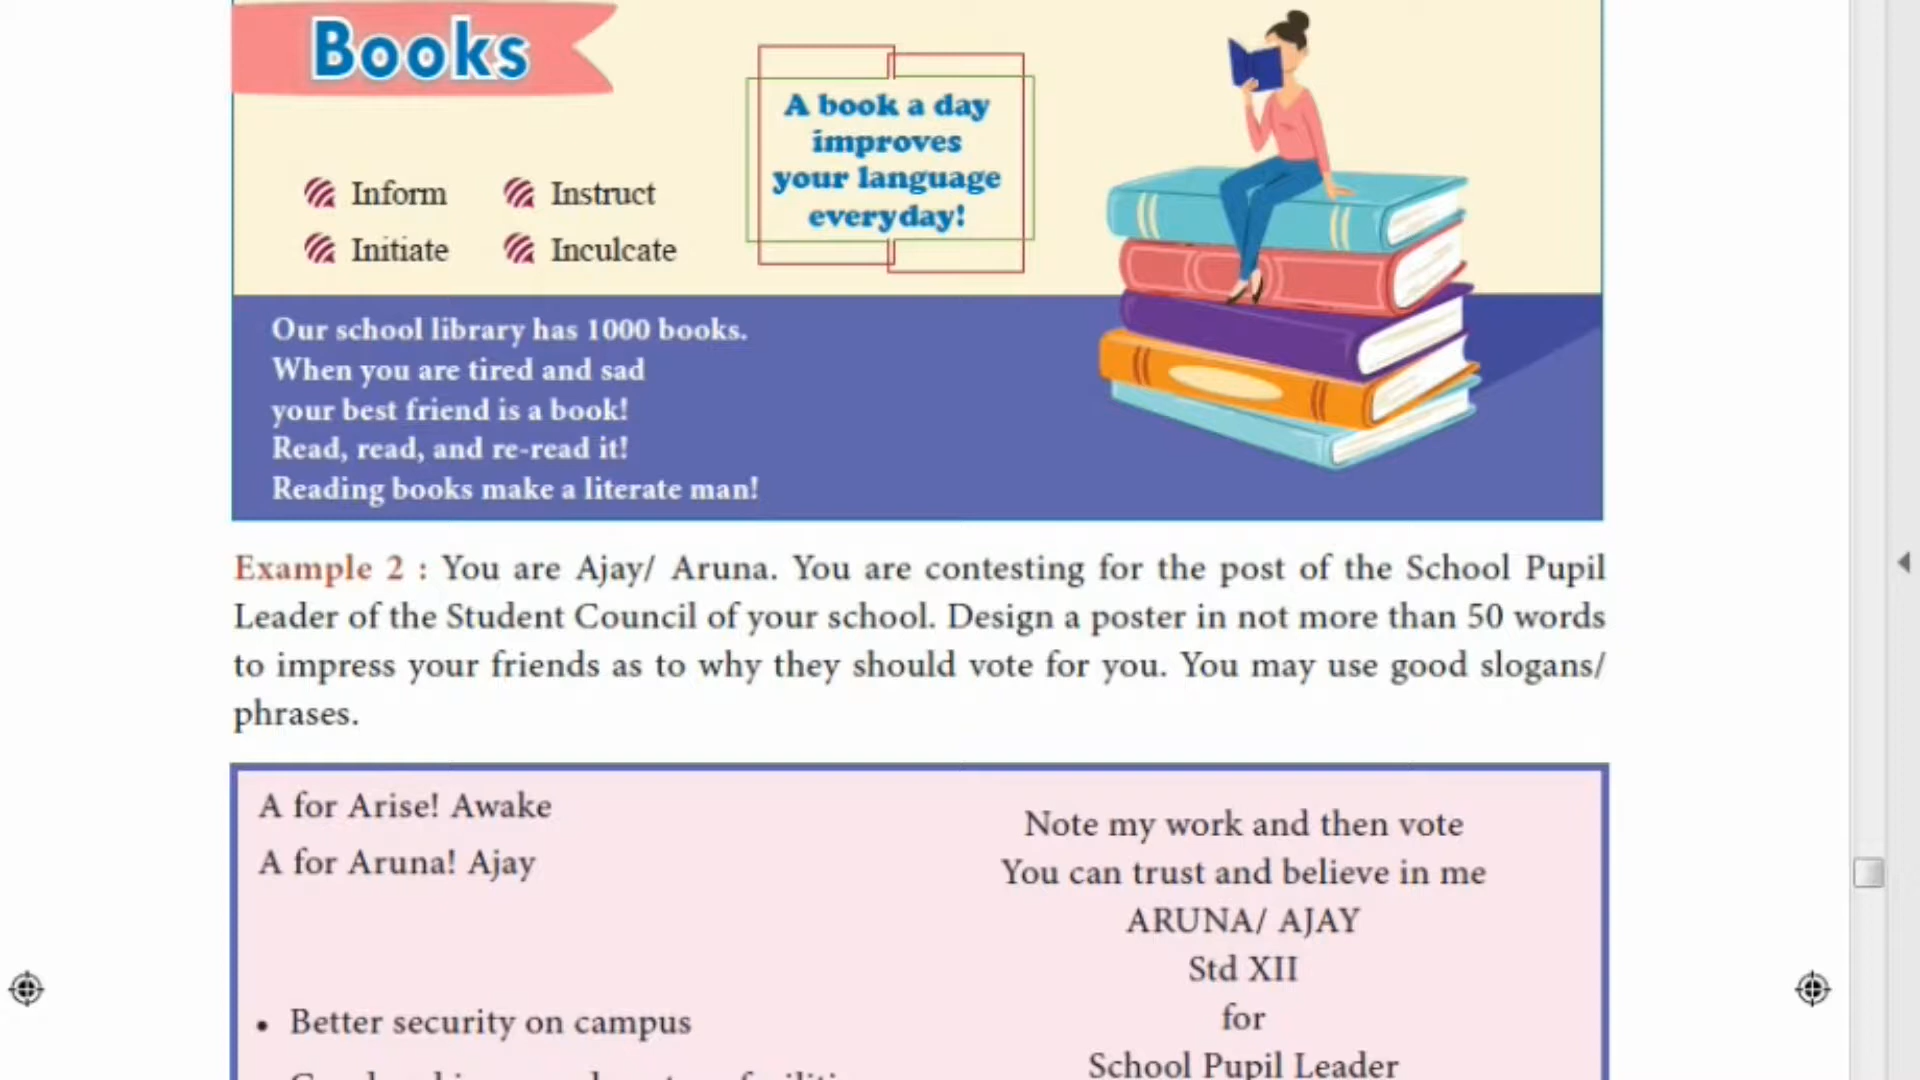 Books
Inform
Instruct
Initiate
Inculcate
A book a day
improves
your language
everyday!
Our school library has 1000 books.
When you are tired and sad
your best friend is a book!
Read, read, and re-read it!
Reading books make a literate man!
Example 2 : You are Ajay/ Aruna. You are contesting for the post of the School Pupil
Leader of the Student Council of your school. Design a poster in not more than 50 words
to impress your friends as to why they should vote for you. You may use good slogans/
phrases.
A for Arise! Awake
A for Aruna! Ajay
• Better security on campus
Note my work and then vote
You can trust and believe in me
ARUNA/ AJAY
Std XII
for
School Pupil Leader